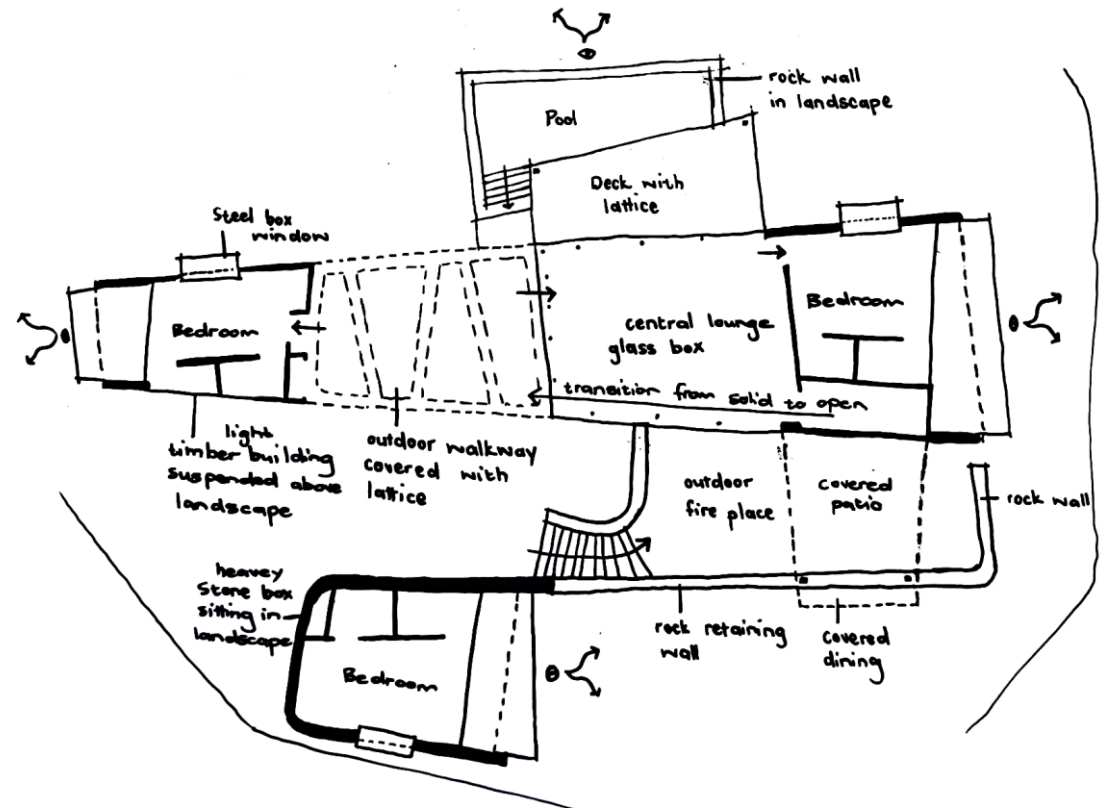 rock wall
in landscape
Pool
Deck with
lattice
Steel box
window
Bedroom
Bedroom
central lounge
glass box
transition from solid to open
light
timber building
suspended above
landscape
outdoor walkway
covered with
lattice
outdoor
fire place
covered
patio
rock wall
heavey
Stone box
sitting in
landscape
rock retaining
wall
covered
dining
Bedroom